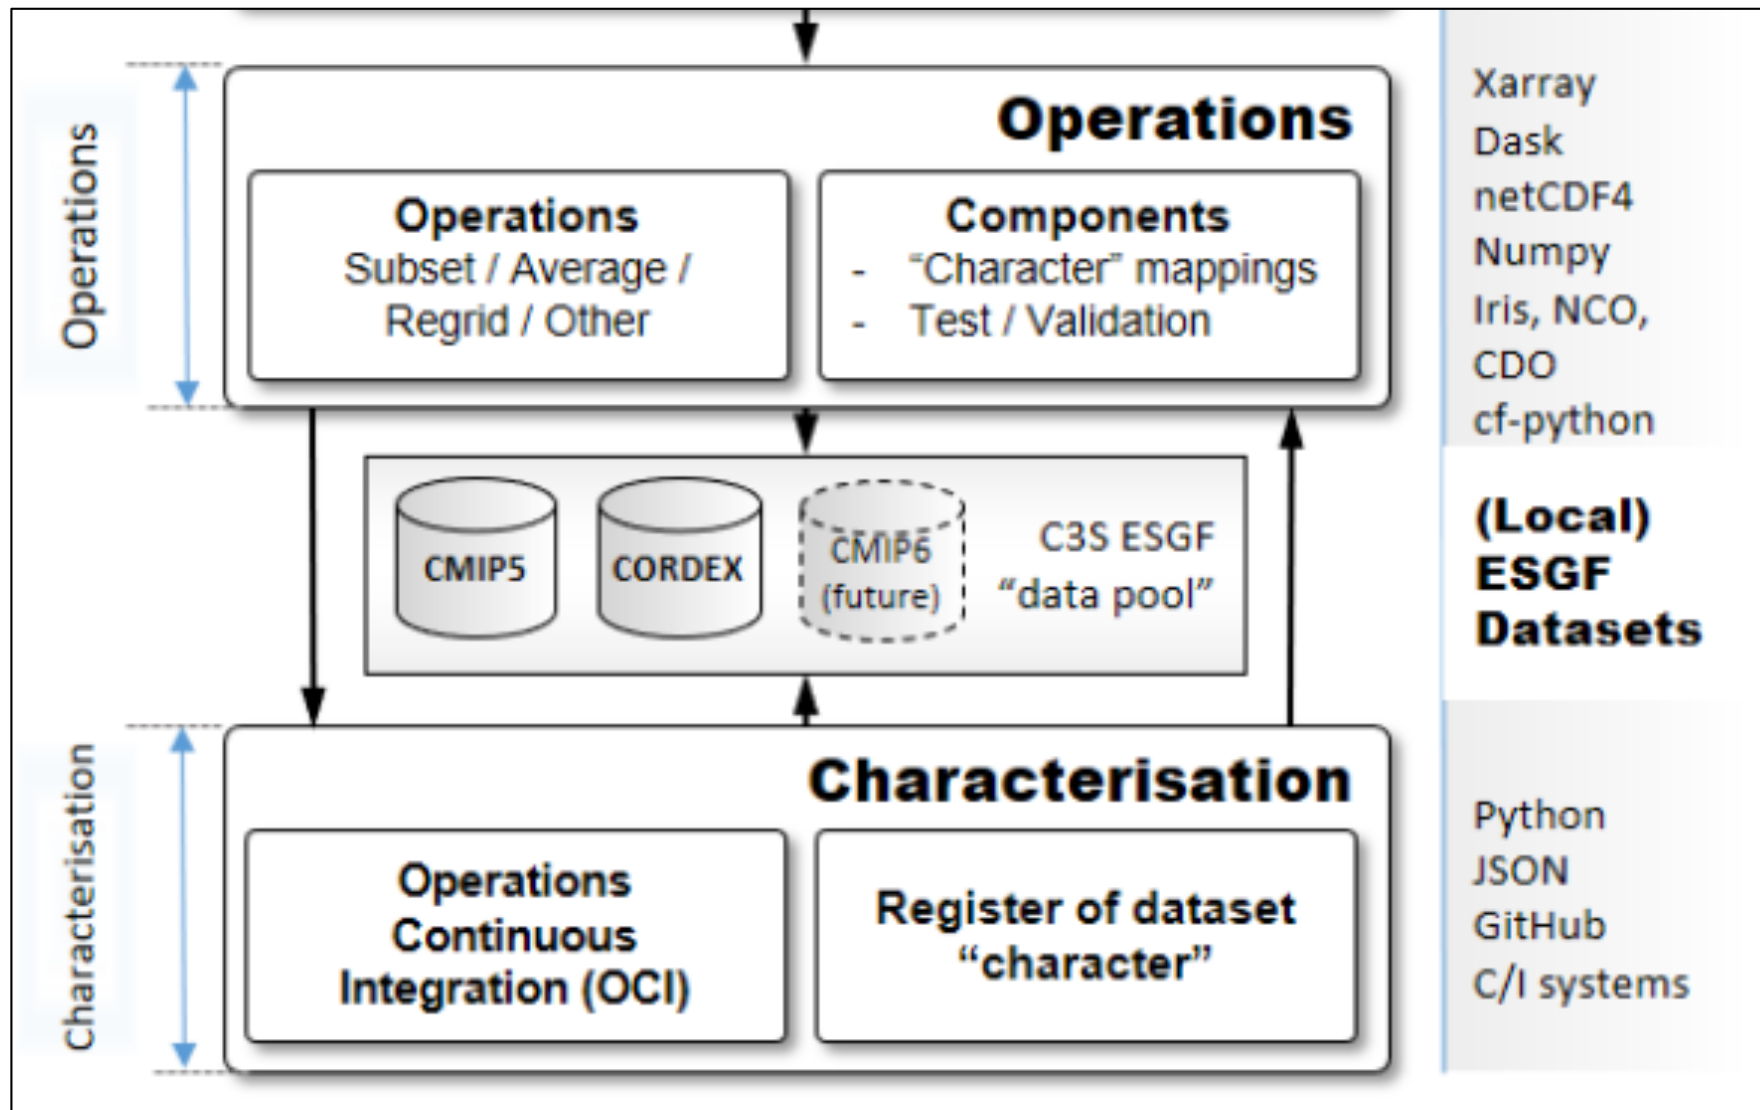 Operations
Operations
Operations
Subset / Average /
Regrid / Other
Components
- “Character” mappings
- Test / Validation
Xarray
Dask
netCDF4
Numpy
Iris, NCO,
CDO
cf-python
CMIP5
CORDEX
CMIP6
(future)
C3S ESGF
“data pool”
(Local)
ESGF
Datasets
Characterisation
Characterisation
Operations
Continuous
Integration (OCI)
Register of dataset
“character”
Python
JSON
GitHub
C/I systems